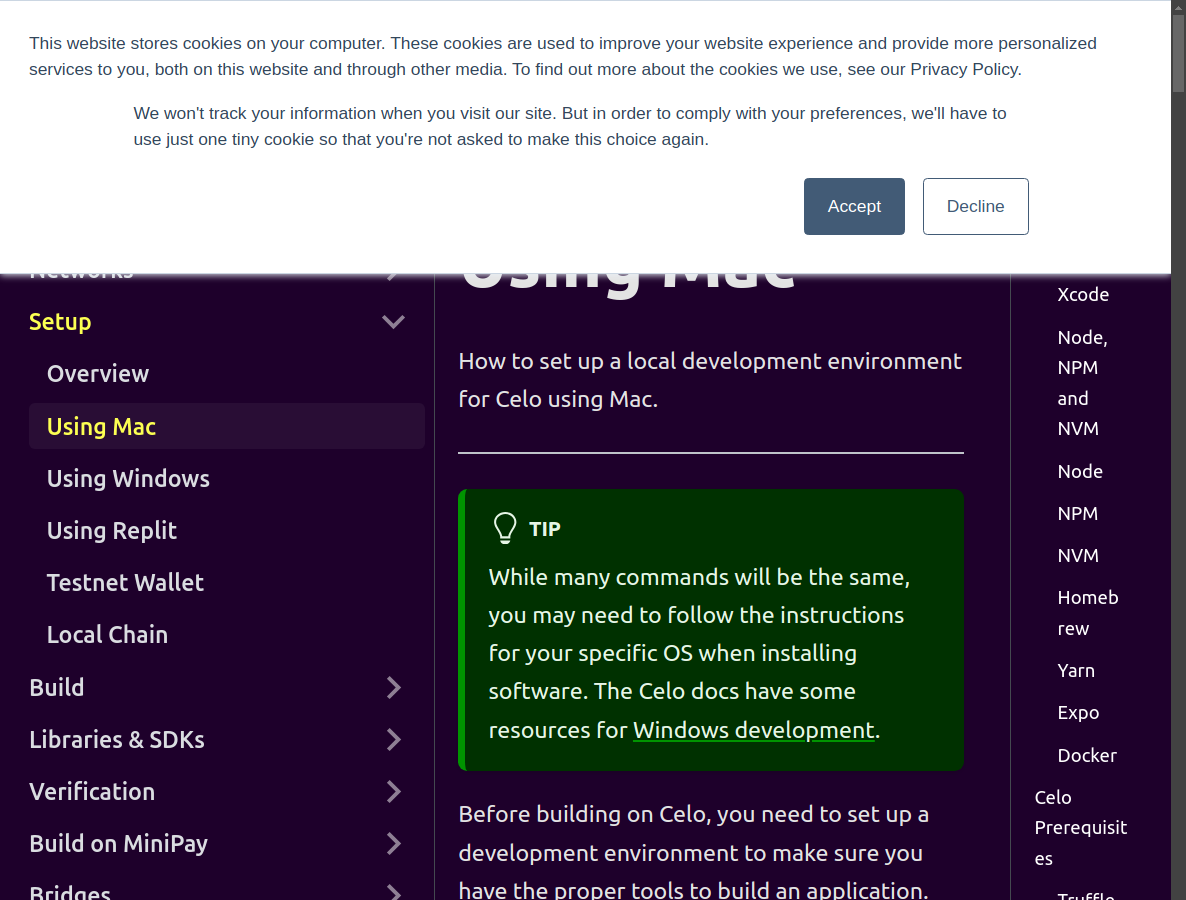 This website stores cookies on your computer. These cookies are used to improve your website experience and provide more personalized
services to you, both on this website and through other media. To find out more about the cookies we use, see our Privacy Policy.
We won't track your information when you visit our site. But in order to comply with your preferences, we'll have to
use just one tiny cookie so that you're not asked to make this choice again.
Accept
Decline
Networks
Setup
Overview
Using Mac
Using Windows
Using Replit
Testnet Wallet
Local Chain
Build
Libraries & SDKs
Verification
Build on MiniPay
Bridges
Using Mac
How to set up a local development environment
for Celo using Mac.
TIP
While many commands will be the same,
you may need to follow the instructions
for your specific OS when installing
software. The Celo docs have some
resources for Windows development.
Before building on Celo, you need to set up a
development environment to make sure you
have the proper tools to build an application.
Xcode
Node,
NPM
and
NVM
Node
NPM
NVM
Homeb
rew
Yarn
Expo
Docker
Celo
Prerequisit
es
Truffle